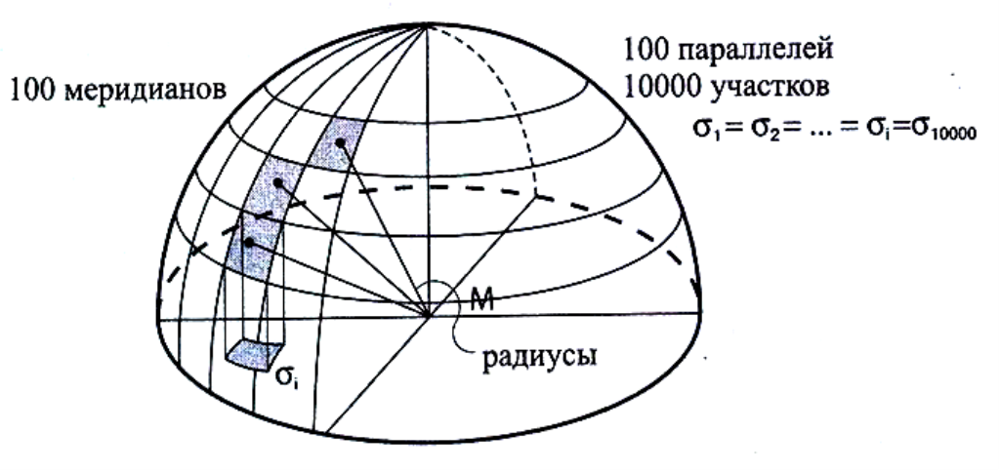 100 меридианов
100 параллелей
10000 участков
σ₁= σ₂= ... = σᵢ=σ₁₀₀₀₀
М
радиусы
σᵢ